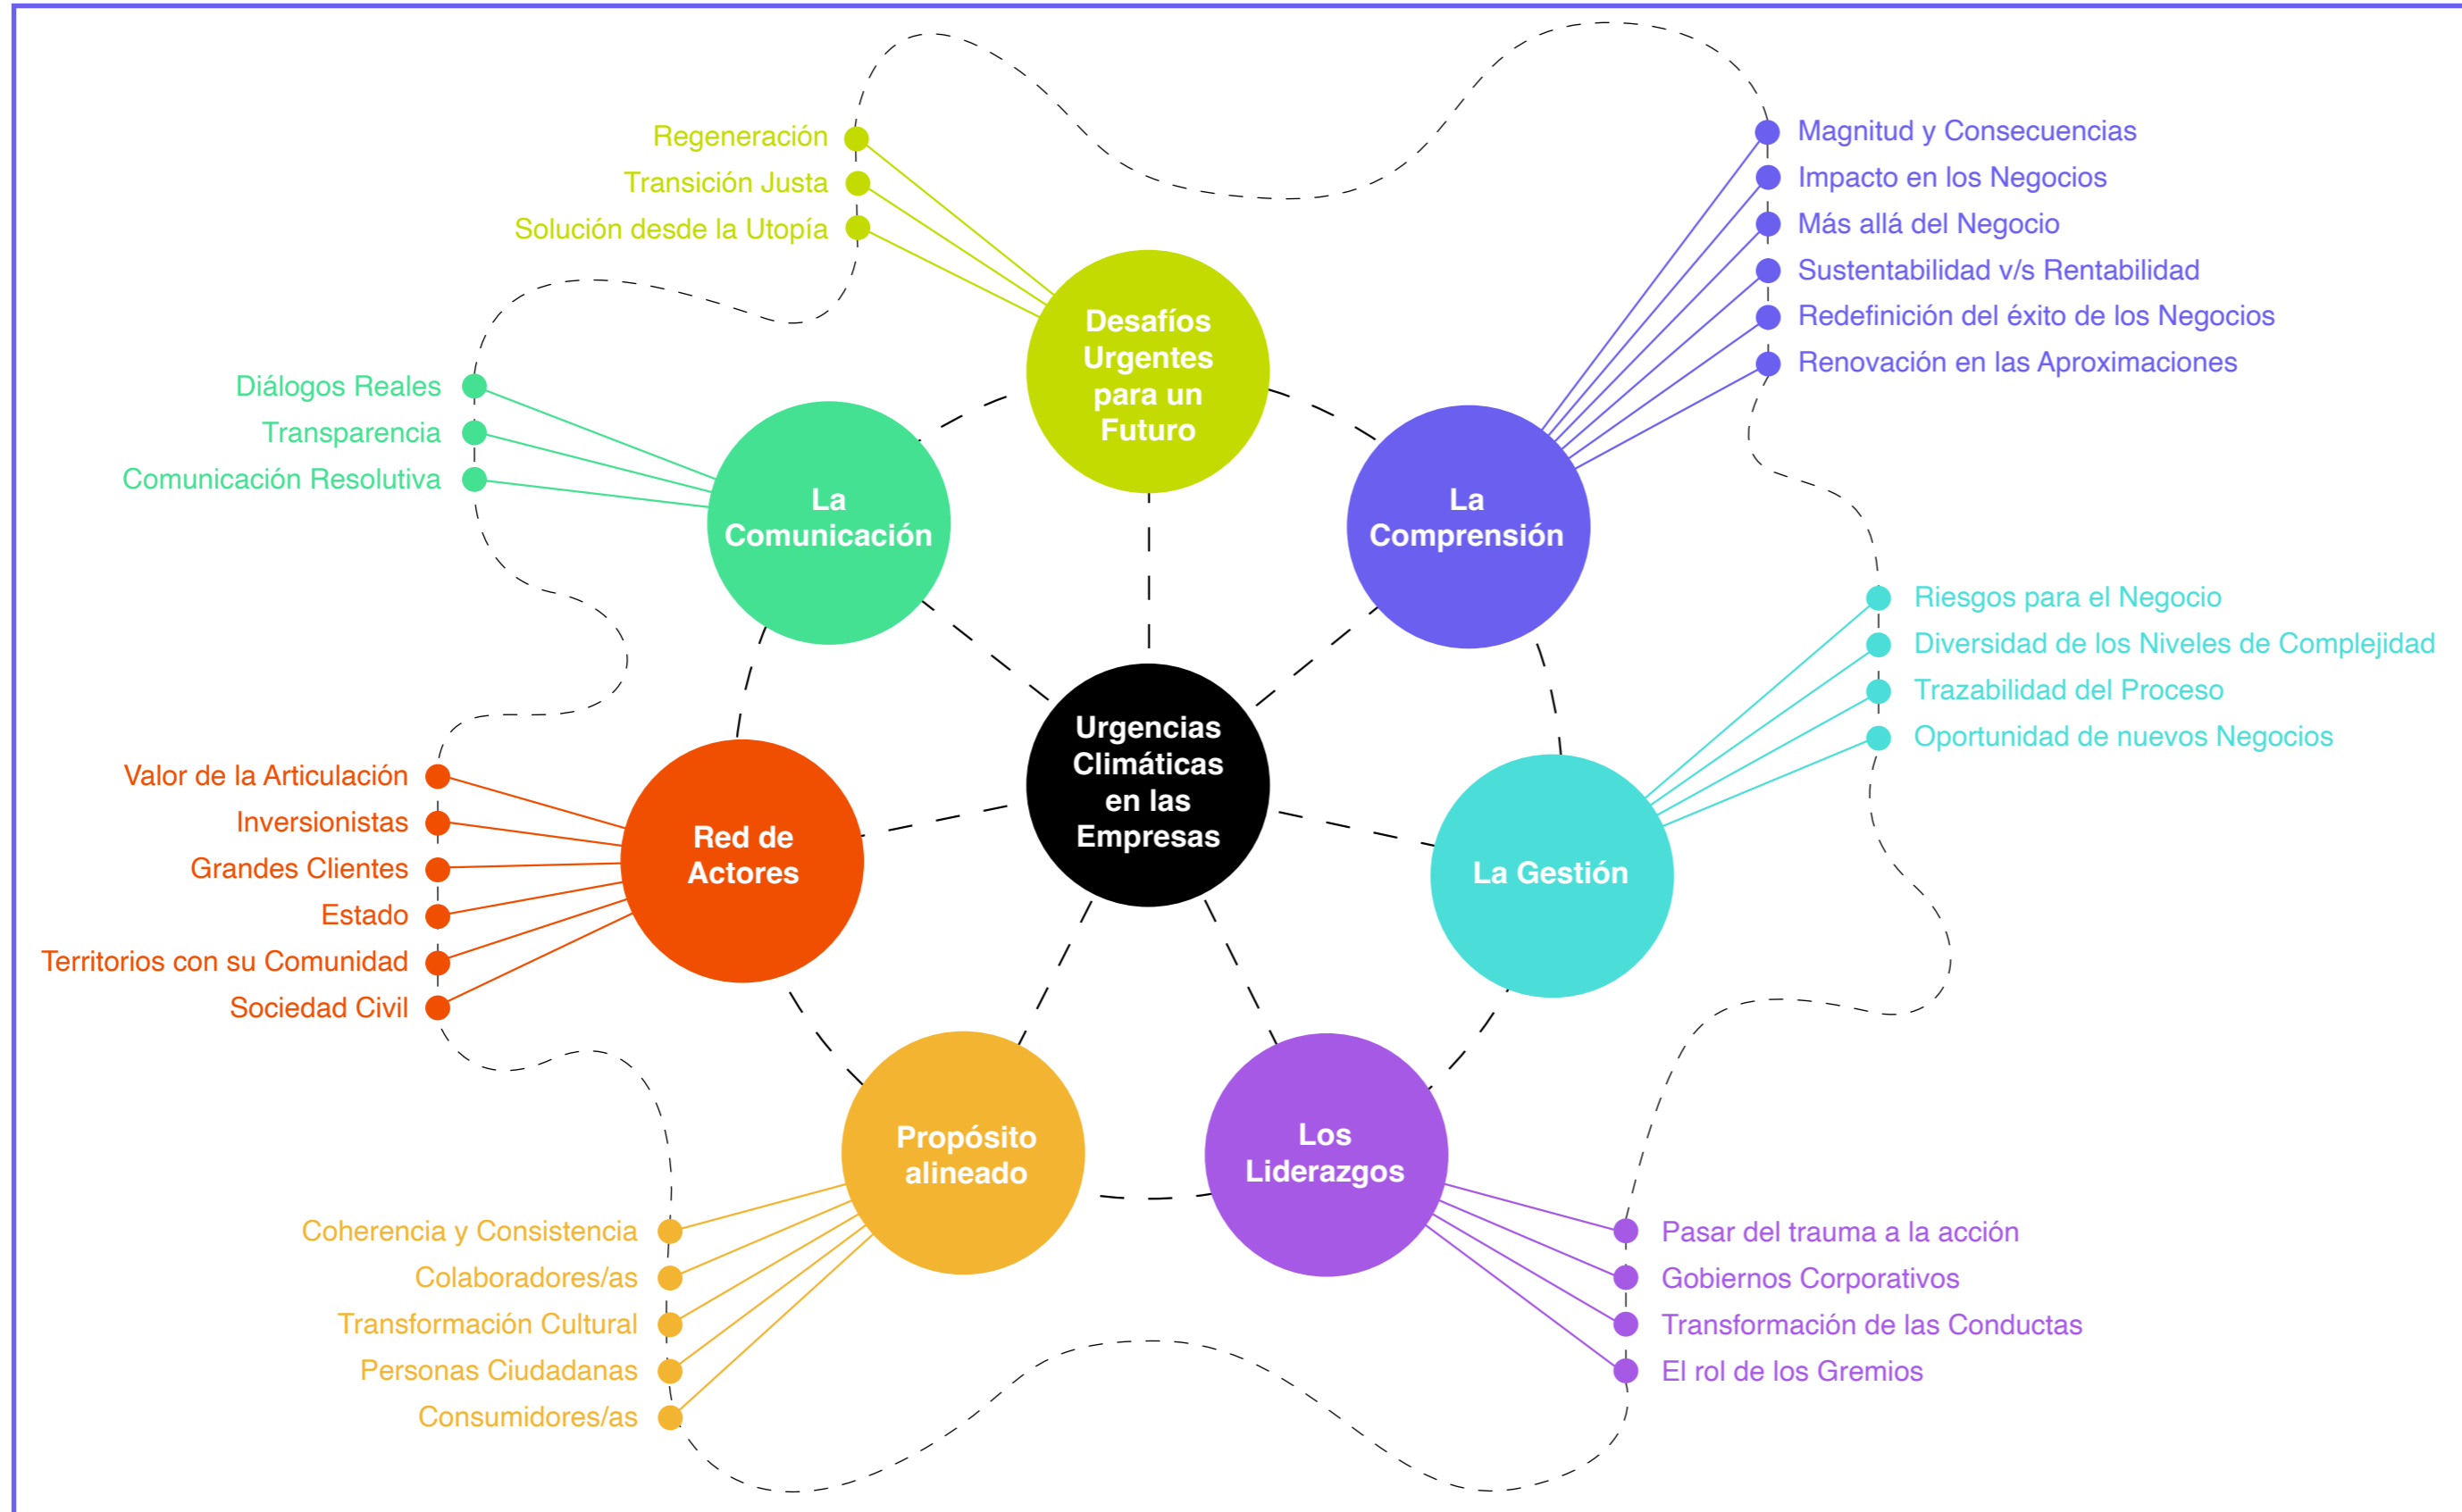 Regeneración
Transición Justa
Solución desde la Utopía
Desafíos
Urgentes
para un
Futuro
Magnitud y Consecuencias
Impacto en los Negocios
Más allá del Negocio
Sustentabilidad v/s Rentabilidad
Redefinición del éxito de los Negocios
Renovación en las Aproximaciones
La
Comprensión
Diálogos Reales
Transparencia
Comunicación Resolutiva
La
Comunicación
Riesgos para el Negocio
Diversidad de los Niveles de Complejidad
Trazabilidad del Proceso
Oportunidad de nuevos Negocios
La Gestión
Urgencias
Climáticas
en las
Empresas
Valor de la Articulación
Inversionistas
Grandes Clientes
Estado
Territorios con su Comunidad
Sociedad Civil
Red de
Actores
Propósito
alineado
Coherencia y Consistencia
Colaboradores/as
Transformación Cultural
Personas Ciudadanas
Consumidores/as
Los
Liderazgos
Pasar del trauma a la acción
Gobiernos Corporativos
Transformación de las Conductas
El rol de los Gremios